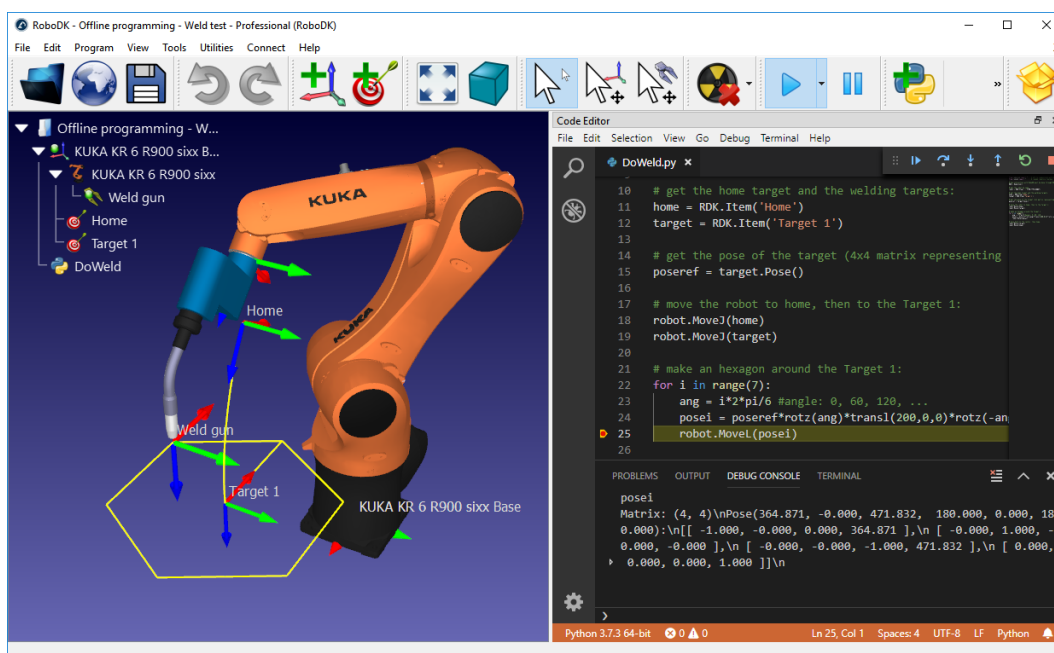 RoboDK - Offline programming - Weld test - Professional (RoboDK)
File Edit Program View Tools Utilities Connect Help
»
Offline programming - W...
KUKA KR 6 R900 sixx B...
KUKA KR 6 R900 sixx
Weld gun
Home
Target 1
DoWeld
KUKA
KUKA
Home
Weld gun
Target 1
KUKA KR 6 R900 sixx Base
Code Editor
File Edit Selection View Go Debug Terminal Help
DoWeld.py ×
10 # get the home target and the welding targets:
11 home = RDK.Item('Home')
12 target = RDK.Item('Target 1')
13
14 # get the pose of the target (4x4 matrix representing
15 poseref = target.Pose()
16
17 # move the robot to home, then to the Target 1:
18 robot.MoveJ(home)
19 robot.MoveJ(target)
20
21 # make an hexagon around the Target 1:
22 for i in range(7):
23 ang = i*2*pi/6 #angle: 0, 60, 120, ...
24 posei = poseref*rotz(ang)*transl(200,0,0)*rotz(-an
25 robot.MoveL(posei)
26
PROBLEMS OUTPUT DEBUG CONSOLE TERMINAL
posei
Matrix: (4, 4)\nPose(364.871, -0.000, 471.832, 180.000, 0.000, 18
0.000):\n[[ -1.000, -0.000, 0.000, 364.871 ],\n [ -0.000, 1.000, -
0.000, -0.000 ],\n [ -0.000, -0.000, -1.000, 471.832 ],\n [ 0.000,
0.000, 0.000, 1.000 ]]\n
Python 3.7.3 64-bit 0 0 Ln 25, Col 1 Spaces: 4 UTF-8 LF Python